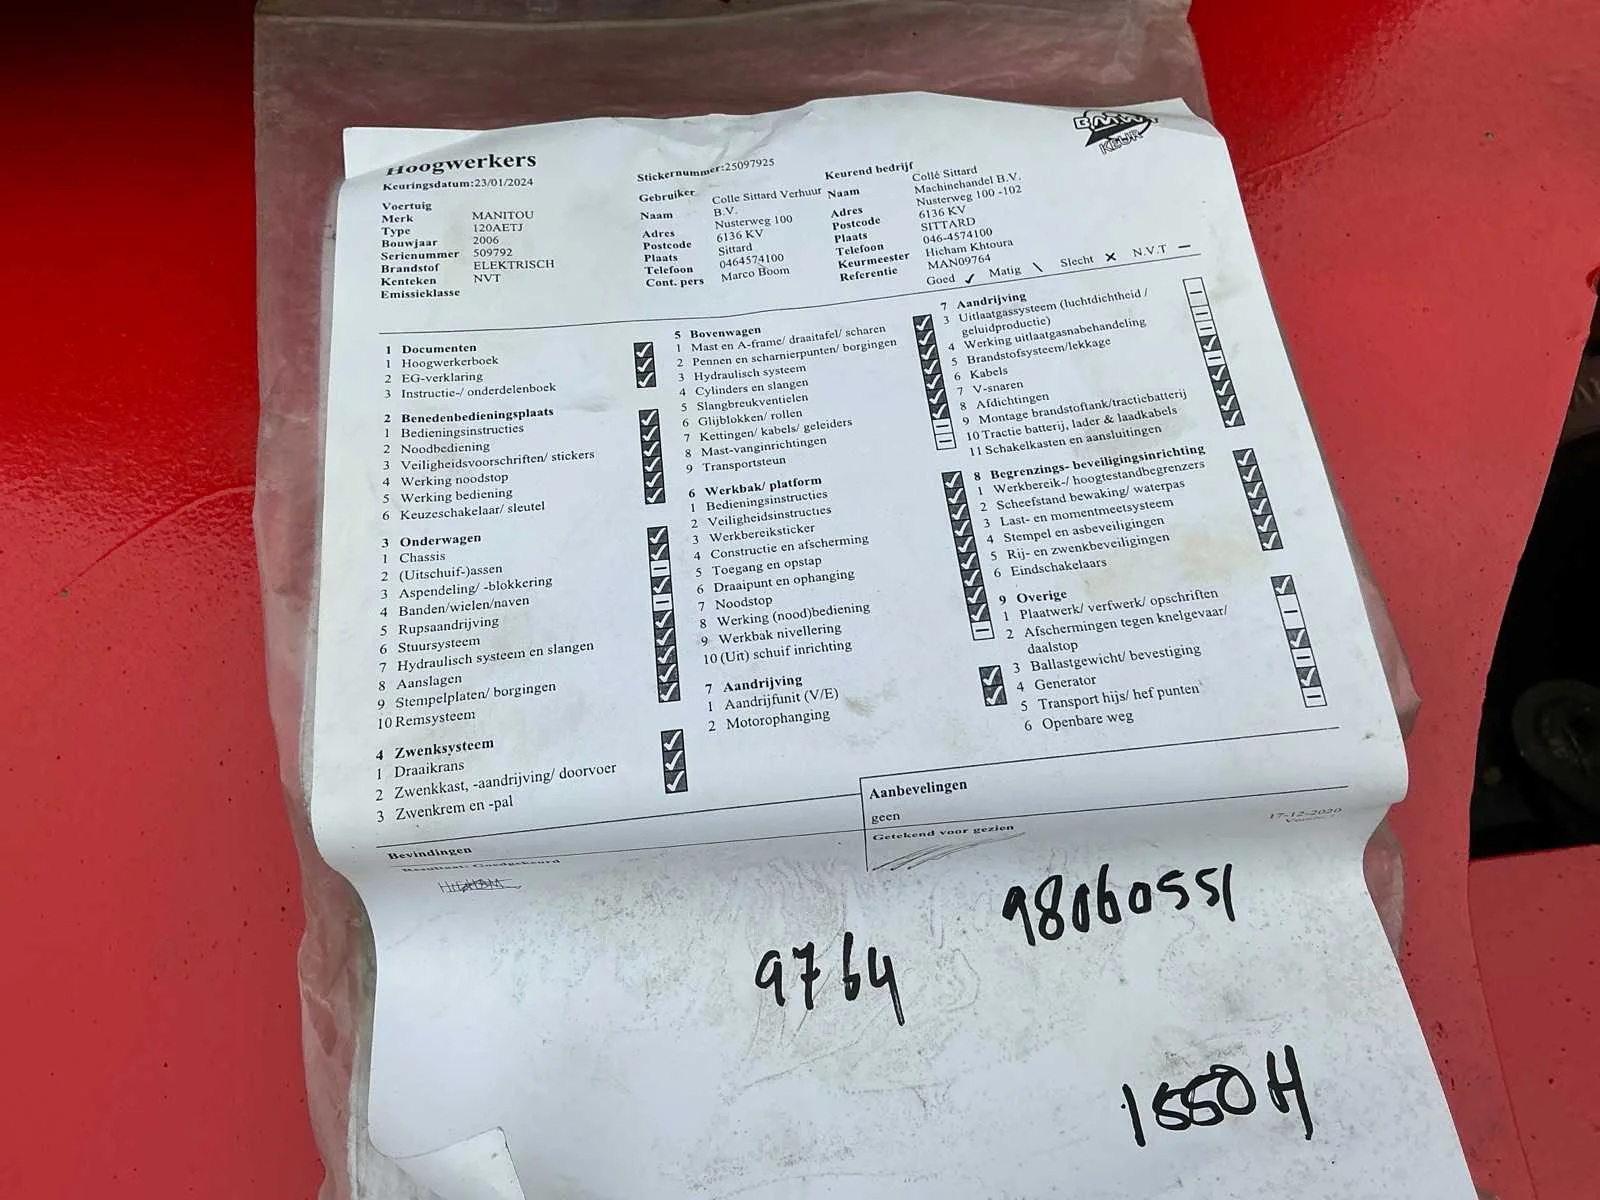 Hoogwerkers
Keuringsdatum:23/01/2024
Voertuig
Merk MANITOU
Type 120AETJ
Bouwjaar 2006
Serienummer 509792
Brandstof ELEKTRISCH
Kenteken NVT
Emissieklasse
Stickernummer:25097925
Gebruiker
Naam Colle Sittard Verhuur
B.V.
Adres Nusterweg 100
Postcode 6136 KV
Plaats Sittard
Telefoon 0464574100
Cont. pers Marco Boom
Keurend bedrijf
Naam Collé Sittard
Machinehandel B.V.
Adres Nusterweg 100 -102
Postcode 6136 KV
Plaats SITTARD
Telefoon 046-4574100
Keurmeester Hicham Khtoura
Referentie MAN09764
BMWT
KEUR
Goed ✓ Matig \ Slecht ✕ N.V.T —
1 Documenten
1 Hoogwerkerboek
2 EG-verklaring
3 Instructie-/ onderdelenboek
2 Benedenbedieningsplaats
1 Bedieningsinstructies
2 Noodbediening
3 Veiligheidsvoorschriften/ stickers
4 Werking noodstop
5 Werking bediening
6 Keuzeschakelaar/ sleutel
3 Onderwagen
1 Chassis
2 (Uitschuif-)assen
3 Aspendeling/ -blokkering
4 Banden/wielen/naven
5 Rupsaandrijving
6 Stuursysteem
7 Hydraulisch systeem en slangen
8 Aanslagen
9 Stempelplaten/ borgingen
10 Remsysteem
4 Zwenksysteem
1 Draaikrans
2 Zwenkkast, -aandrijving/ doorvoer
3 Zwenkrem en -pal
5 Bovenwagen
1 Mast en A-frame/ draaitafel/ scharen
2 Pennen en scharnierpunten/ borgingen
3 Hydraulisch systeem
4 Cylinders en slangen
5 Slangbreukventielen
6 Glijblokken/ rollen
7 Kettingen/ kabels/ geleiders
8 Mast-vanginrichtingen
9 Transportsteun
6 Werkbak/ platform
1 Bedieningsinstructies
2 Veiligheidsinstructies
3 Werkbereiksticker
4 Constructie en afscherming
5 Toegang en opstap
6 Draaipunt en ophanging
7 Noodstop
8 Werking (nood)bediening
9 Werkbak nivellering
10 (Uit) schuif inrichting
7 Aandrijving
1 Aandrijfunit (V/E)
2 Motorophanging
7 Aandrijving
3 Uitlaatgassysteem (luchtdichtheid /
geluidproductie)
4 Werking uitlaatgasnabehandeling
5 Brandstofsysteem/lekkage
6 Kabels
7 V-snaren
8 Afdichtingen
9 Montage brandstoftank/tractiebatterij
10 Tractie batterij, lader & laadkabels
11 Schakelkasten en aansluitingen
8 Begrenzings- beveiligingsinrichting
1 Werkbereik-/ hoogtestandbegrenzers
2 Scheefstand bewaking/ waterpas
3 Last- en momentmeetsysteem
4 Stempel en asbeveiligingen
5 Rij- en zwenkbeveiligingen
6 Eindschakelaars
9 Overige
1 Plaatwerk/ verfwerk/ opschriften
2 Afschermingen tegen knelgevaar/
daalstop
3 Ballastgewicht/ bevestiging
4 Generator
5 Transport hijs/ hef punten
6 Openbare weg
Bevindingen
Resultaat: Goedgekeurd
Aanbevelingen
geen
Getekend voor gezien
17-12-2020
98060551
9764
1550H